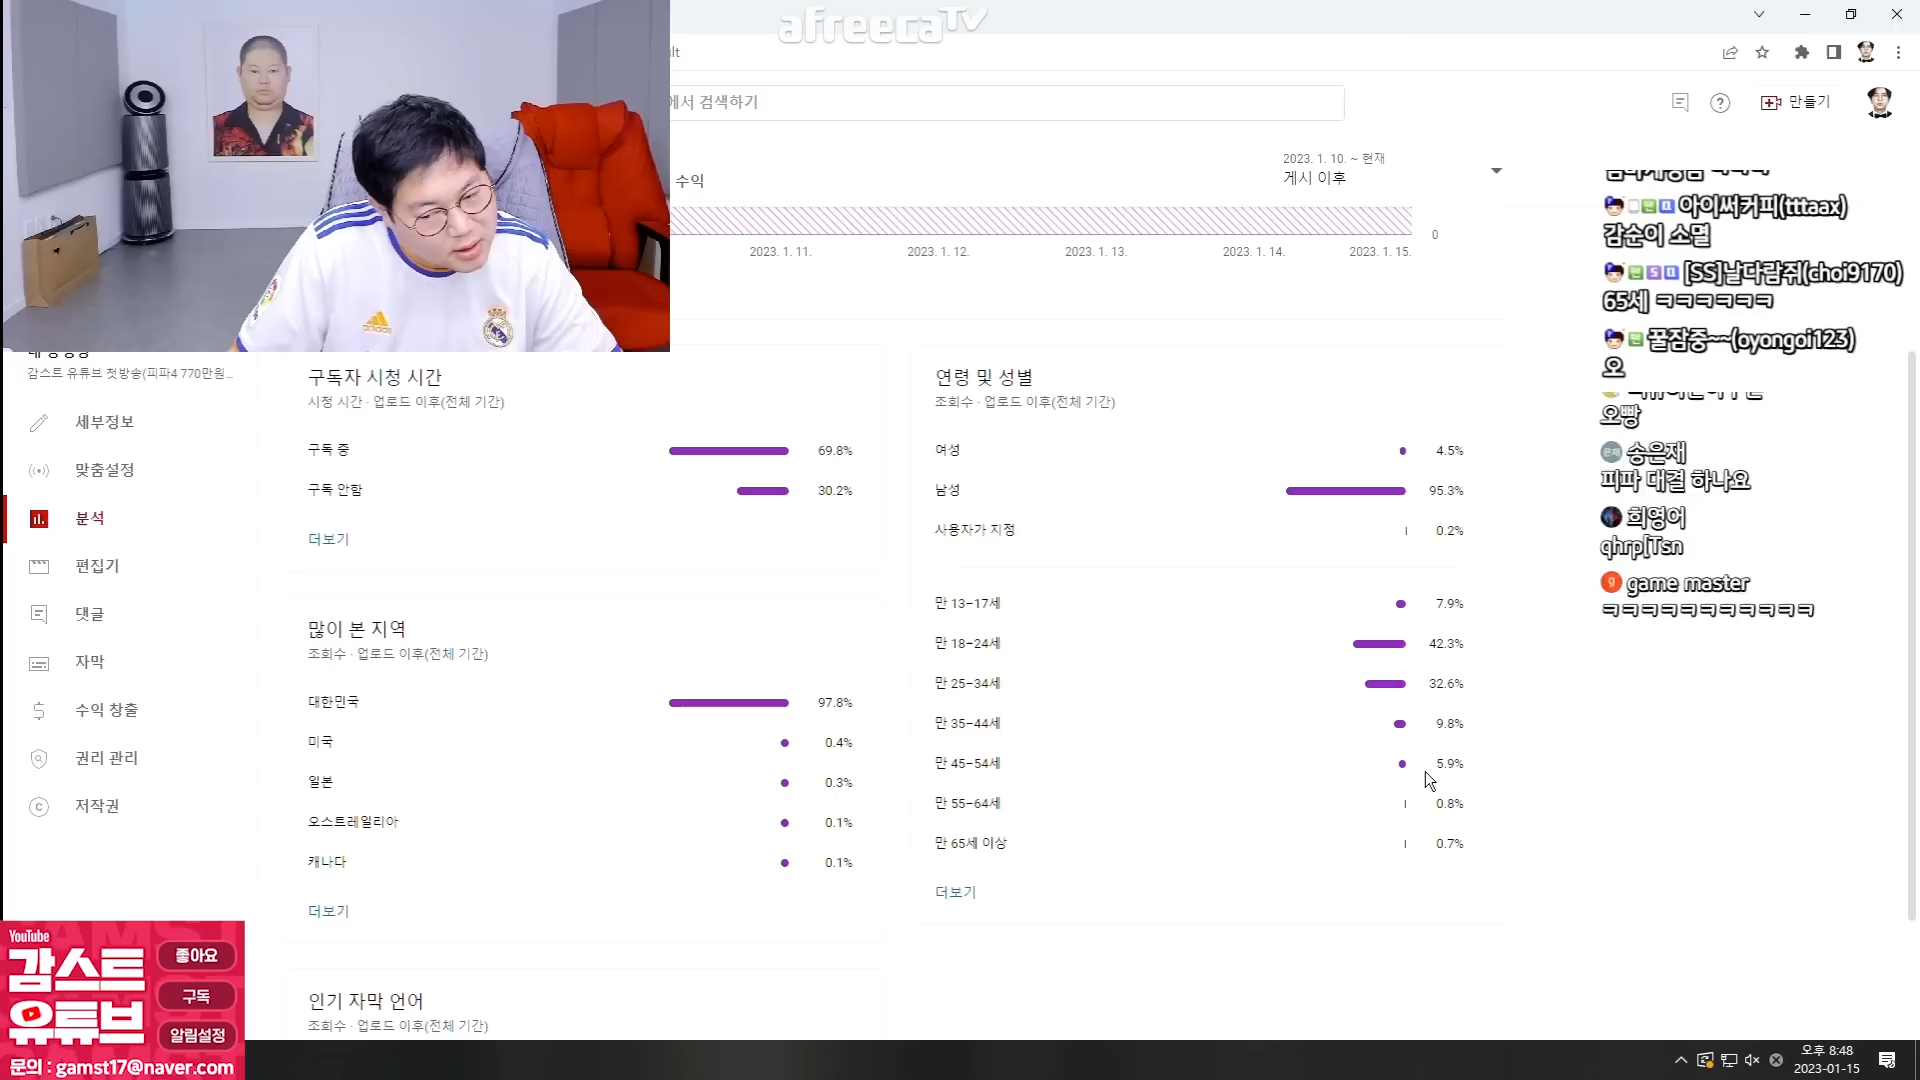 afreecaTV
lt
에서 검색하기
만들기
수익
2023. 1. 10. ~ 현재
게시 이후
0
2023. 1. 11.
2023. 1. 12.
2023. 1. 13.
2023. 1. 14.
2023. 1. 15.
감스트 유튜브 첫방송(피파4 770만원...
세부정보
맞춤설정
분석
편집기
댓글
자막
수익 창출
권리 관리
저작권
구독자 시청 시간
시청 시간 · 업로드 이후(전체 기간)
구독 중 69.8%
구독 안함 30.2%
더보기
많이 본 지역
조회수 · 업로드 이후(전체 기간)
대한민국 97.8%
미국 0.4%
일본 0.3%
오스트레일리아 0.1%
캐나다 0.1%
더보기
인기 자막 언어
조회수 · 업로드 이후(전체 기간)
연령 및 성별
조회수 · 업로드 이후(전체 기간)
여성 4.5%
남성 95.3%
사용자가 지정 0.2%
만 13–17세 7.9%
만 18–24세 42.3%
만 25–34세 32.6%
만 35–44세 9.8%
만 45–54세 5.9%
만 55–64세 0.8%
만 65세 이상 0.7%
더보기
아이써커피(tttaax)
감순이 소멸
[SS]날다람쥐(choi9170)
65세 ㅋㅋㅋㅋㅋㅋ
꿀잠중~~(oyongoi123)
오
오빵
송은재
피파 대결 하나요
희영어
qhrp[Tsn
game master
ㅋㅋㅋㅋㅋㅋㅋㅋㅋㅋㅋ
YouTube
감스트
유튜브
좋아요
구독
알림설정
문의 : gamst17@naver.com
오후 8:48
2023-01-15